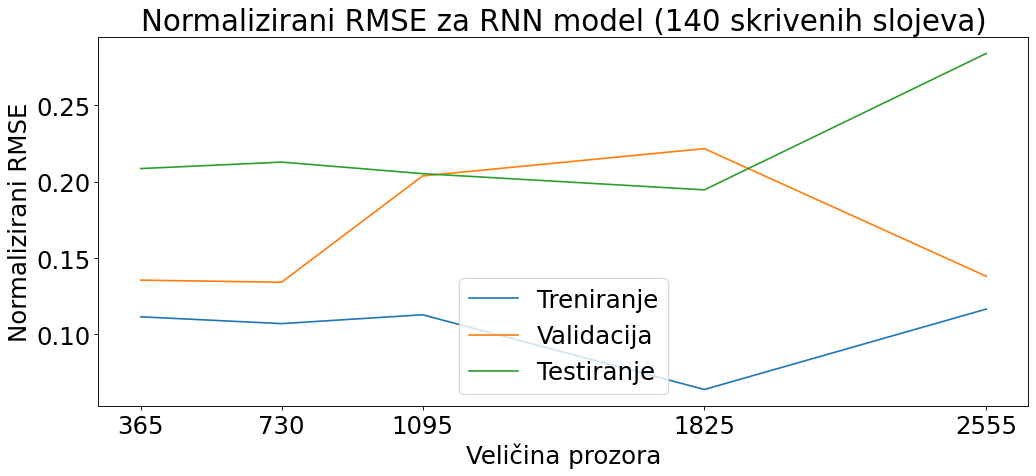 Normalizirani RMSE za RNN model (140 skrivenih slojeva)
Normalizirani RMSE
0.25
0.20
0.15
0.10
Treniranje
Validacija
Testiranje
365 730 1095 1825 2555
Veličina prozora